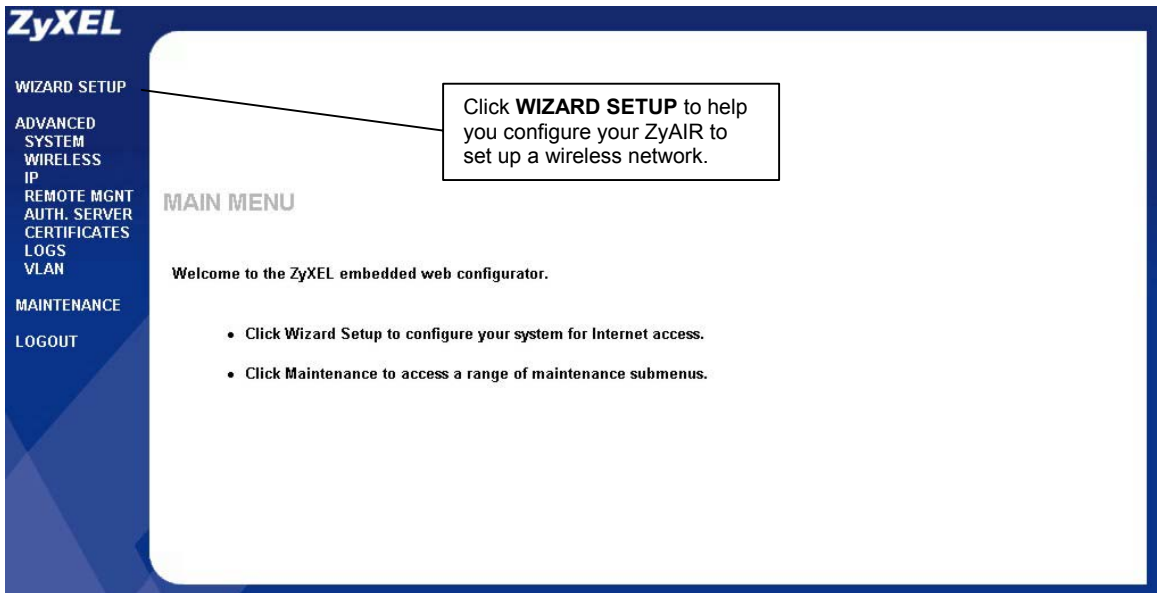 ZyXEL
WIZARD SETUP
ADVANCED
SYSTEM
WIRELESS
IP
REMOTE MGNT
AUTH. SERVER
CERTIFICATES
LOGS
VLAN
MAINTENANCE
LOGOUT
Click WIZARD SETUP to help
you configure your ZyAIR to
set up a wireless network.
MAIN MENU
Welcome to the ZyXEL embedded web configurator.
• Click Wizard Setup to configure your system for Internet access.
• Click Maintenance to access a range of maintenance submenus.